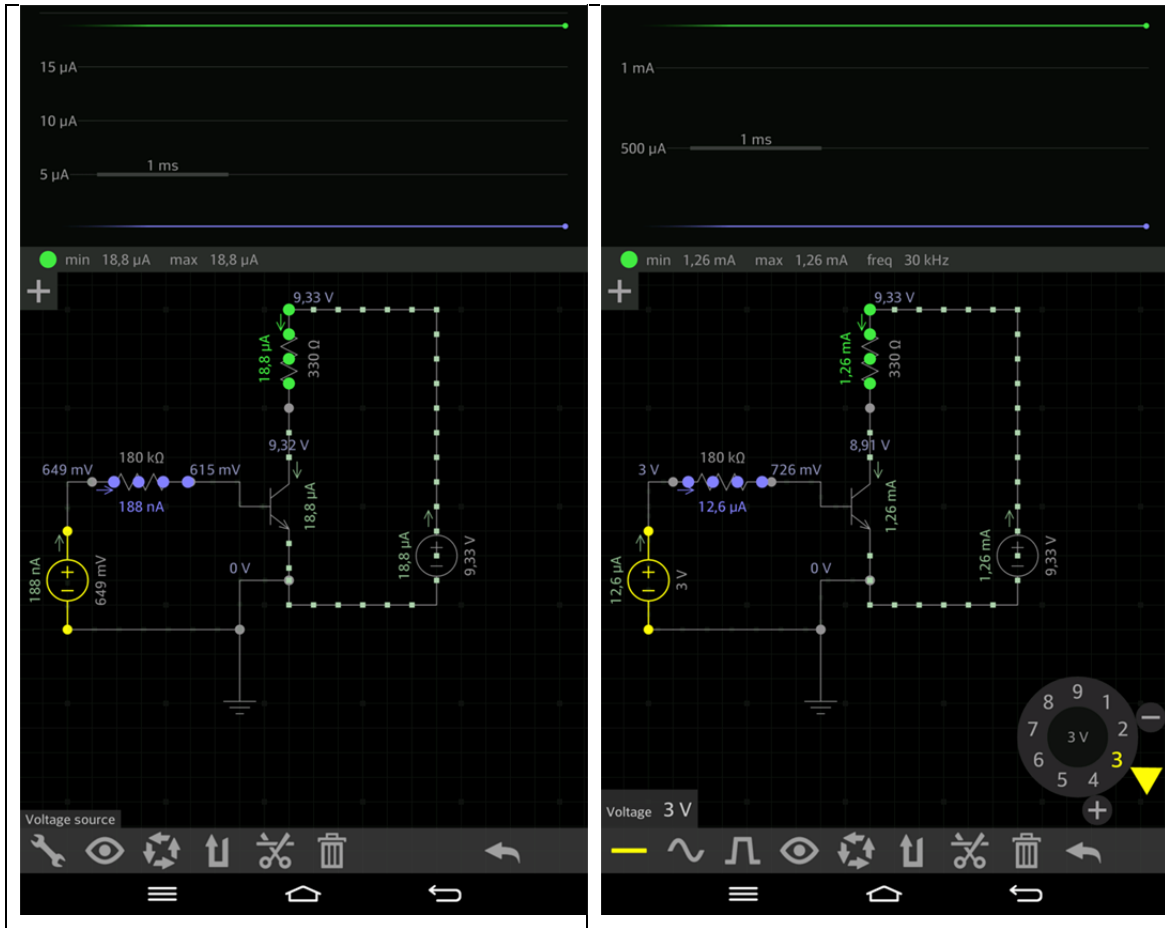 15 μA
10 μA
1 ms
5 μA
min 18,8 μA max 18,8 μA
9,33 V
18,8 μA
330 Ω
9,32 V
180 kΩ
649 mV
615 mV
188 nA
18,8 μA
18,8 μA
9,33 V
0 V
188 nA
649 mV
Voltage source
1 mA
1 ms
500 μA
min 1,26 mA max 1,26 mA freq 30 kHz
9,33 V
1,26 mA
330 Ω
8,91 V
180 kΩ
3 V
726 mV
12,6 μA
1,26 mA
1,26 mA
9,33 V
0 V
12,6 μA
3 V
9
8
1
7
3 V
2
6
3
5
4
Voltage 3 V